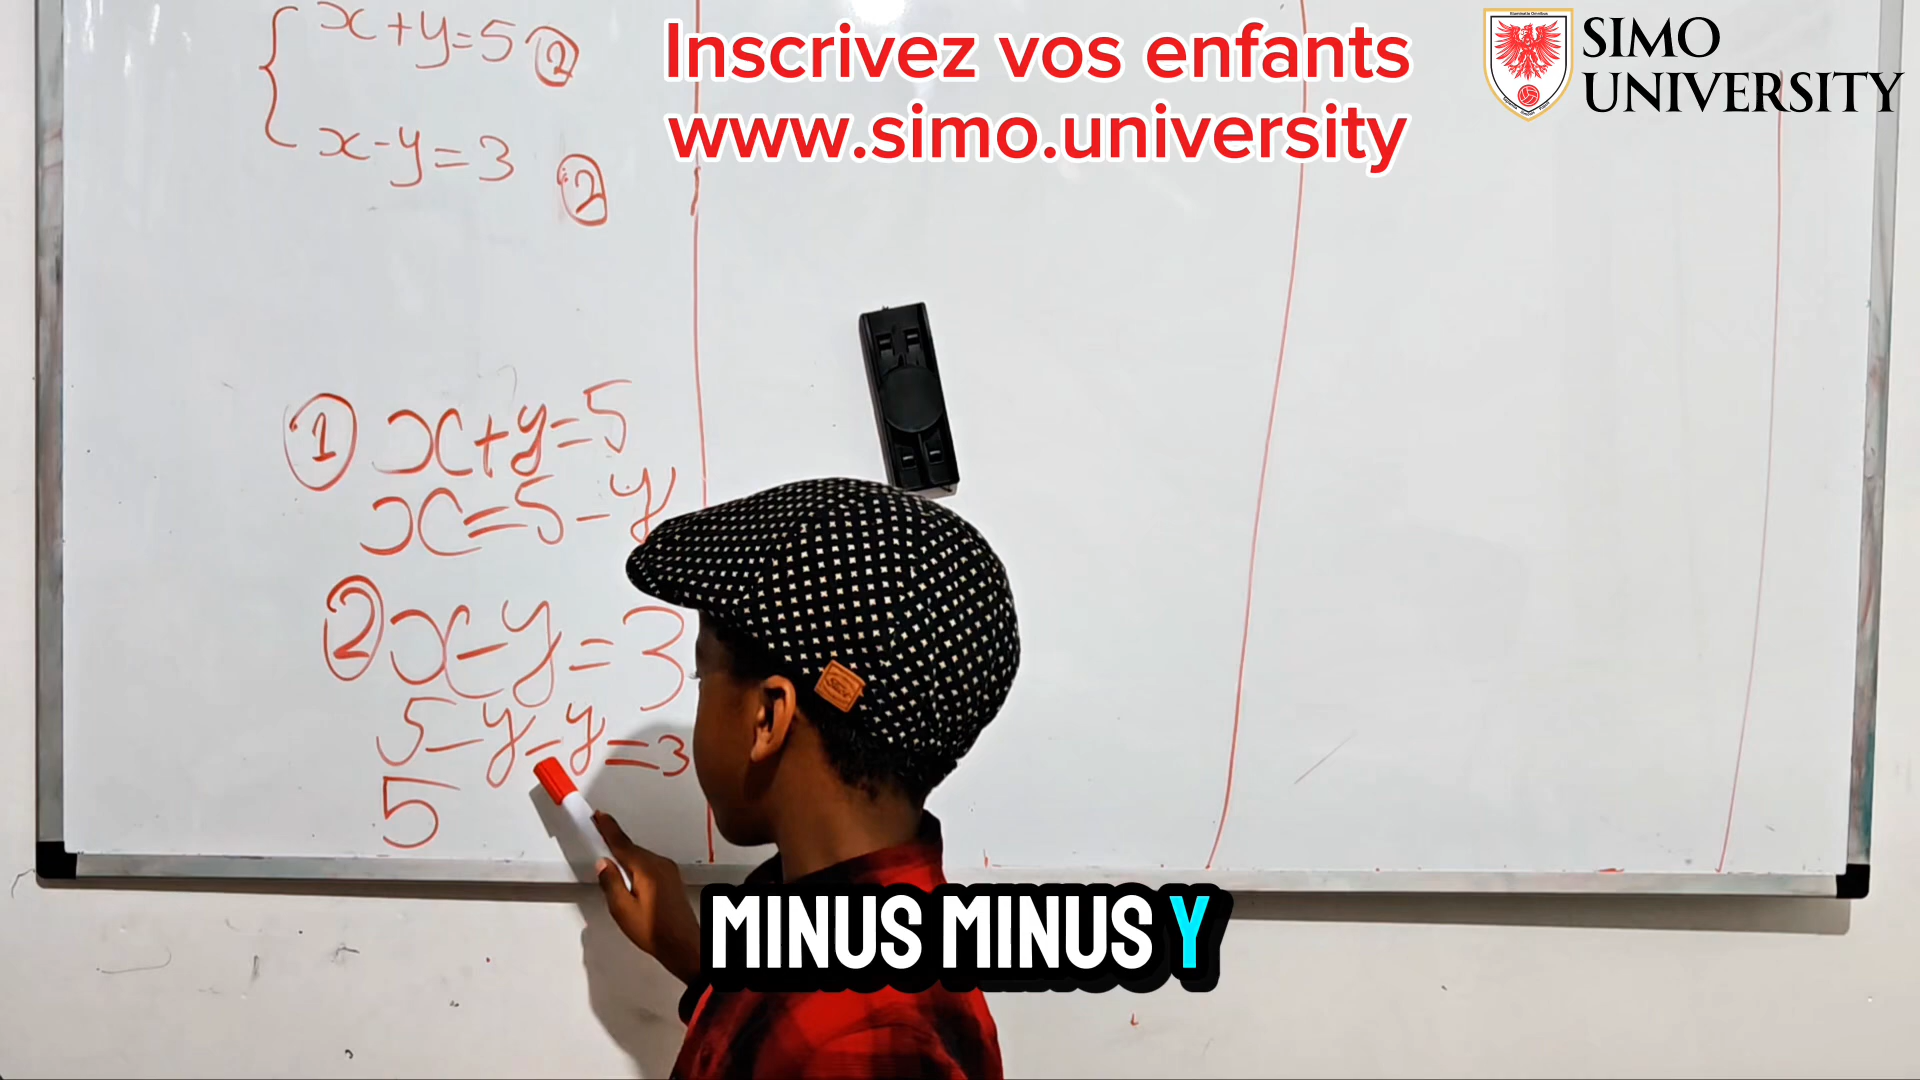 x+y=5 2
x-y=3 2
Inscrivez vos enfants
www.simo.university
SIMO
UNIVERSITY
1 x+y=5
x=5-y
2 x-y=3
5-y-y=3
5
MINUS MINUS Y